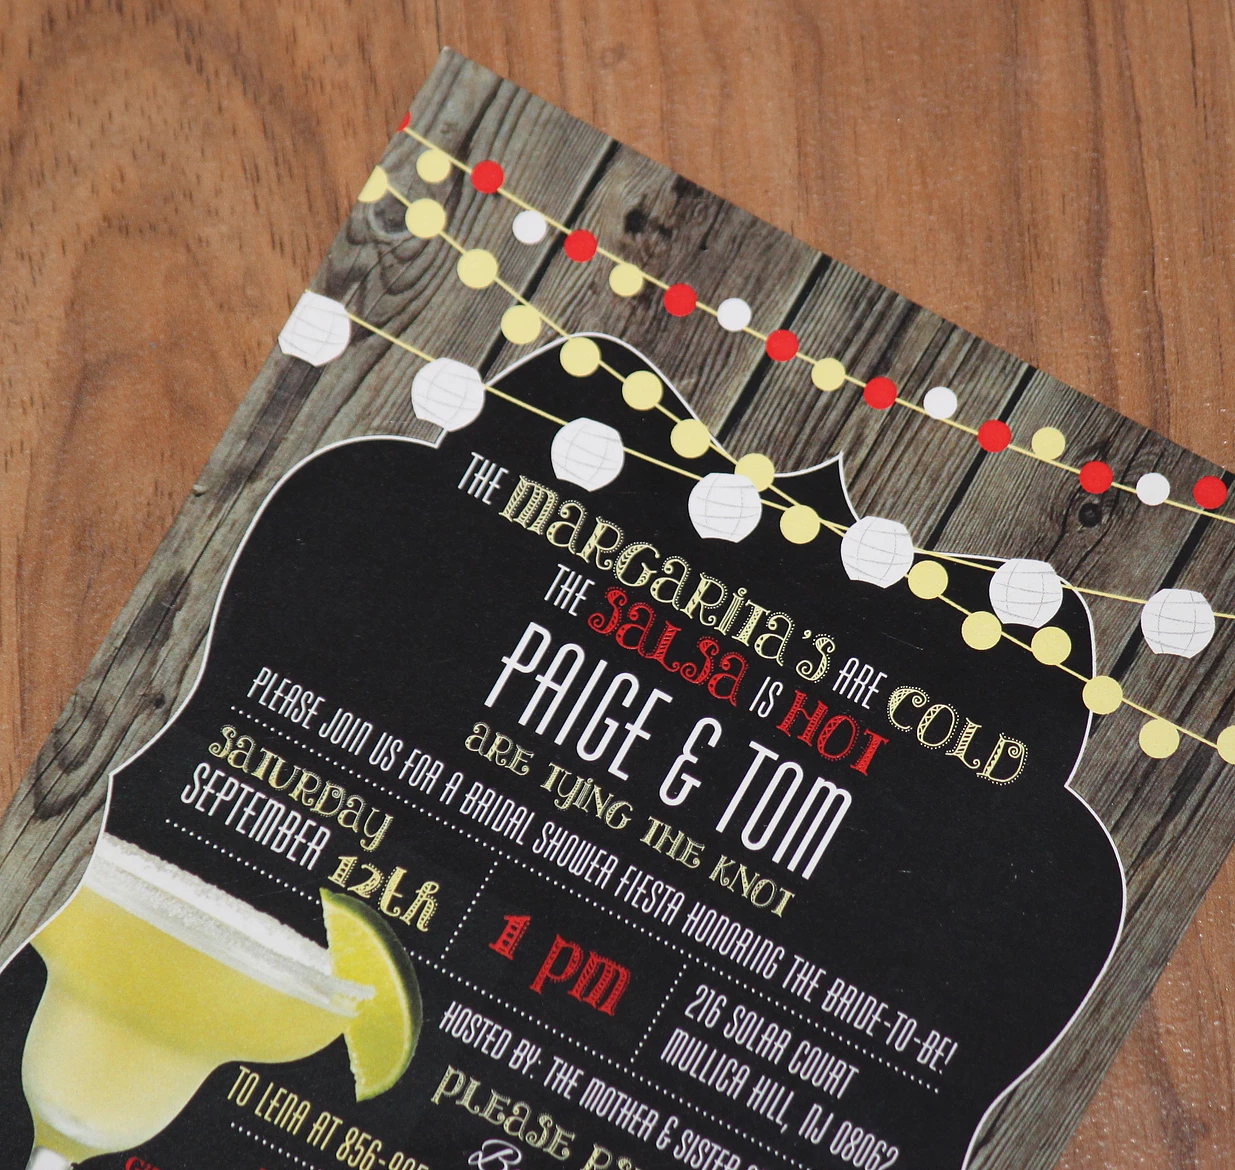 THE MARGARITA'S ARE COLD
THE SALSA IS HOT
PAIGE & TOM
ARE TYING THE KNOT
PLEASE JOIN US FOR A BRIDAL SHOWER FIESTA HONORING THE BRIDE-TO-BE!
SATURDAY
SEPTEMBER 12th
1 pm
216 SOLAR COURT
MULLICA HILL, NJ 08062
HOSTED BY: THE MOTHER & SISTER
PLEASE
TO LENA AT 856-